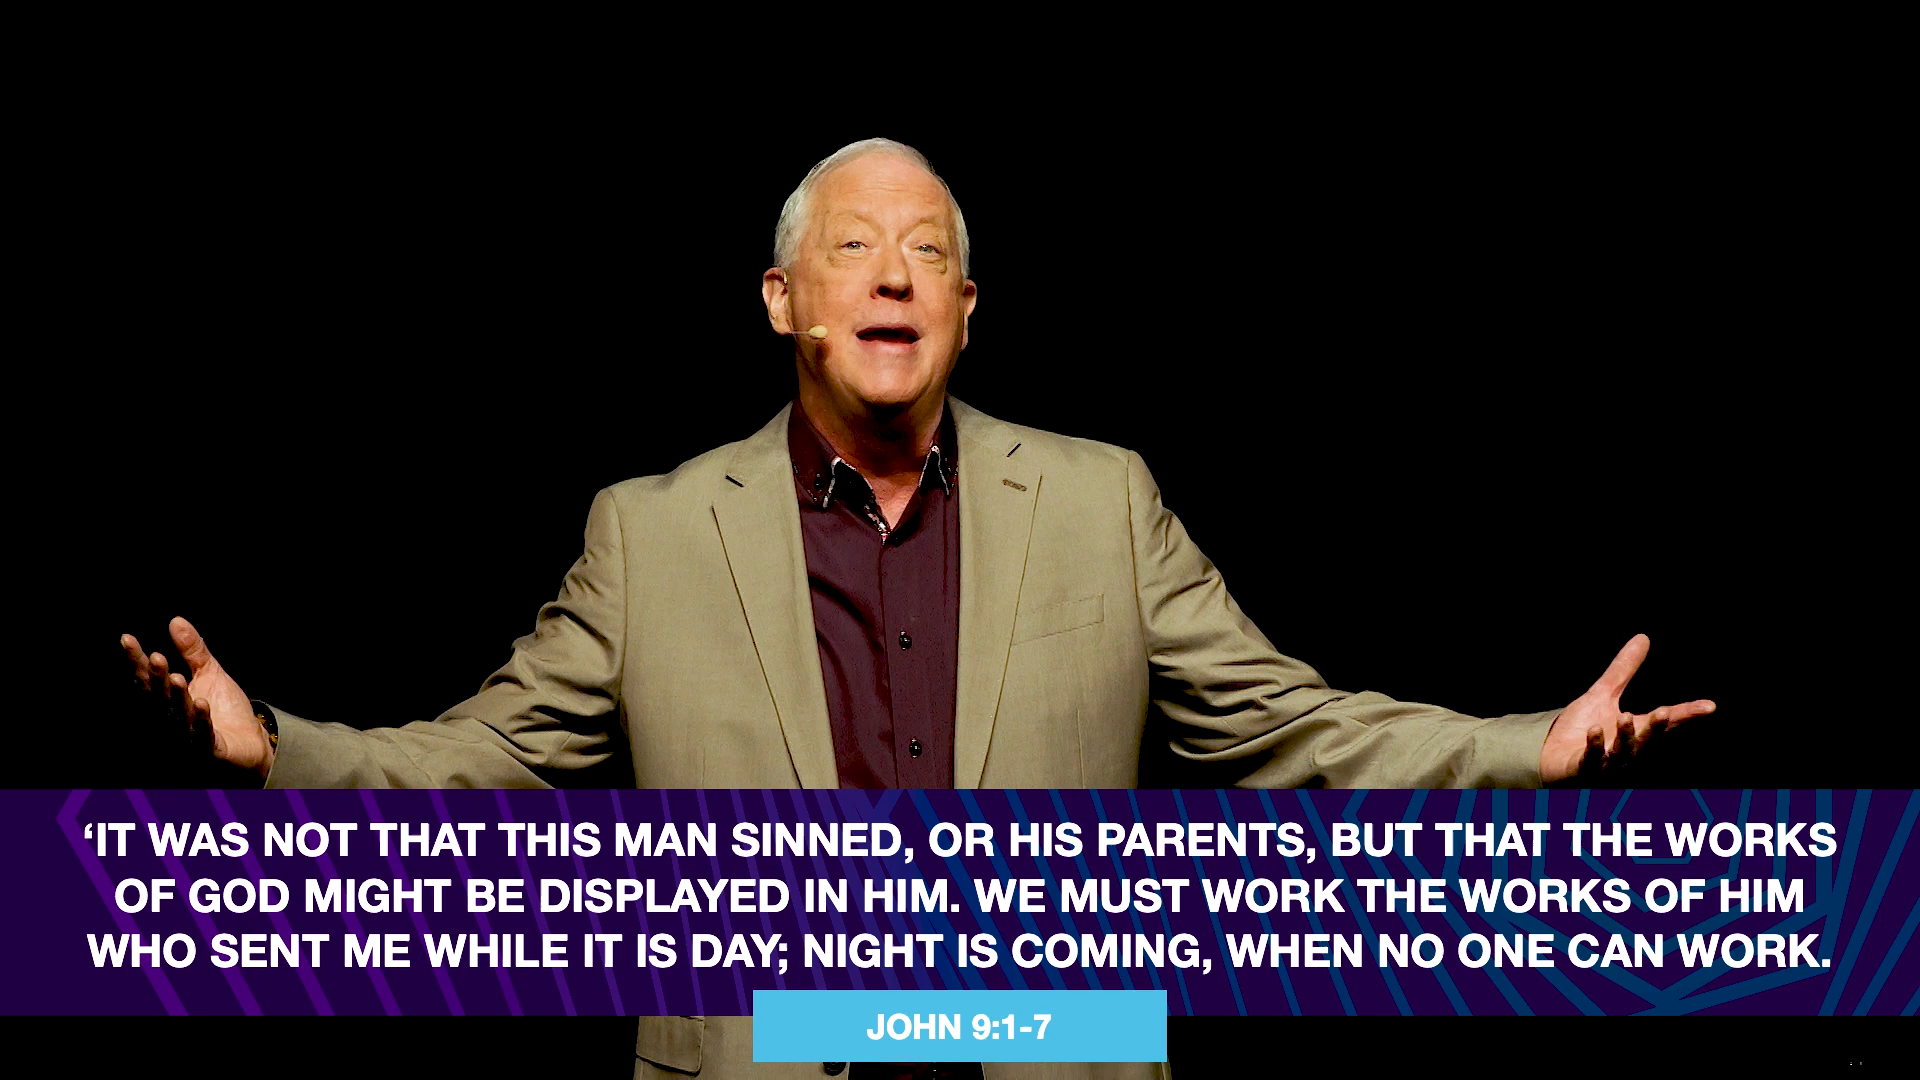 ‘IT WAS NOT THAT THIS MAN SINNED, OR HIS PARENTS, BUT THAT THE WORKS
OF GOD MIGHT BE DISPLAYED IN HIM. WE MUST WORK THE WORKS OF HIM
WHO SENT ME WHILE IT IS DAY; NIGHT IS COMING, WHEN NO ONE CAN WORK.
JOHN 9:1-7